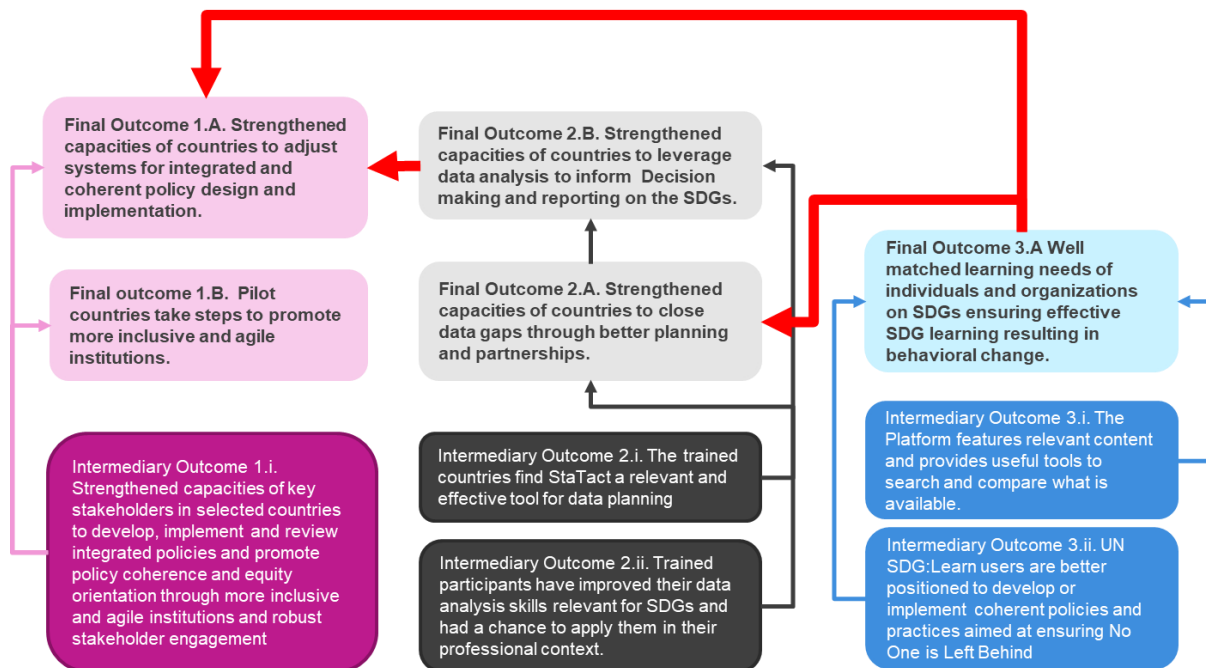 Final Outcome 1.A. Strengthened
capacities of countries to adjust
systems for integrated and
coherent policy design and
implementation.
Final Outcome 2.B. Strengthened
capacities of countries to leverage
data analysis to inform Decision
making and reporting on the SDGs.
Final Outcome 3.A Well
matched learning needs of
individuals and organizations
on SDGs ensuring effective
SDG learning resulting in
behavioral change.
Final outcome 1.B. Pilot
countries take steps to promote
more inclusive and agile
institutions.
Final Outcome 2.A. Strengthened
capacities of countries to close
data gaps through better planning
and partnerships.
Intermediary Outcome 1.i.
Strengthened capacities of key
stakeholders in selected countries
to develop, implement and review
integrated policies and promote
policy coherence and equity
orientation through more inclusive
and agile institutions and robust
stakeholder engagement
Intermediary Outcome 2.i. The trained
countries find StaTact a relevant and
effective tool for data planning
Intermediary Outcome 2.ii. Trained
participants have improved their data
analysis skills relevant for SDGs and
had a chance to apply them in their
professional context.
Intermediary Outcome 3.i. The
Platform features relevant content
and provides useful tools to
search and compare what is
available.
Intermediary Outcome 3.ii. UN
SDG:Learn users are better
positioned to develop or
implement coherent policies and
practices aimed at ensuring No
One is Left Behind